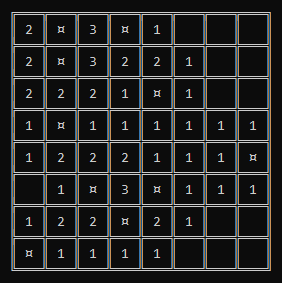 2 ¤ 3 ¤ 1
2 ¤ 3 2 2 1
2 2 2 1 ¤ 1
1 ¤ 1 1 1 1 1 1
1 2 2 2 1 1 1 ¤
1 ¤ 3 ¤ 1 1 1
1 2 2 ¤ 2 1
¤ 1 1 1 1